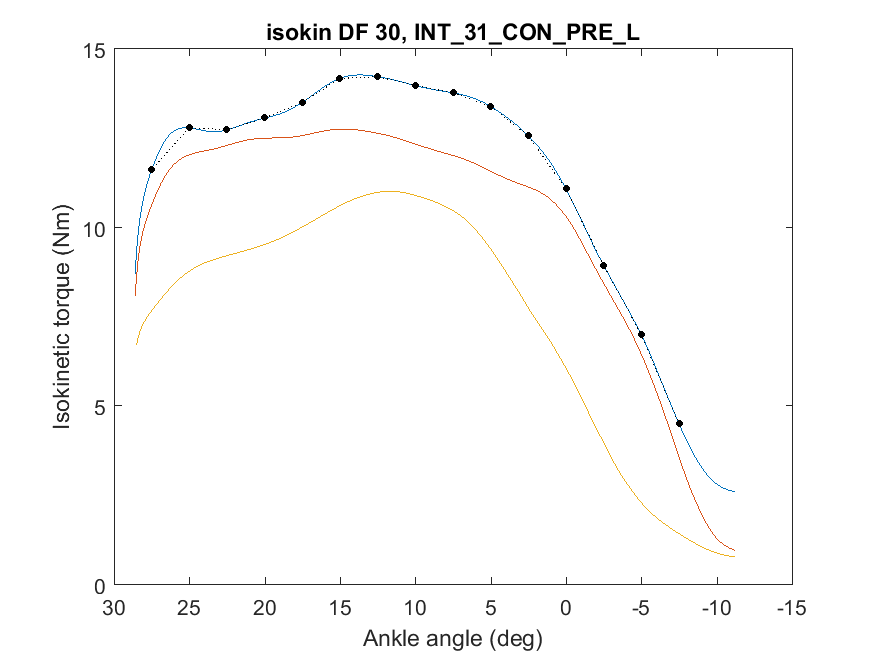 isokin DF 30, INT_31_CON_PRE_L
15
10
5
0
Isokinetic torque (Nm)
30 25 20 15 10 5 0 -5 -10 -15
Ankle angle (deg)